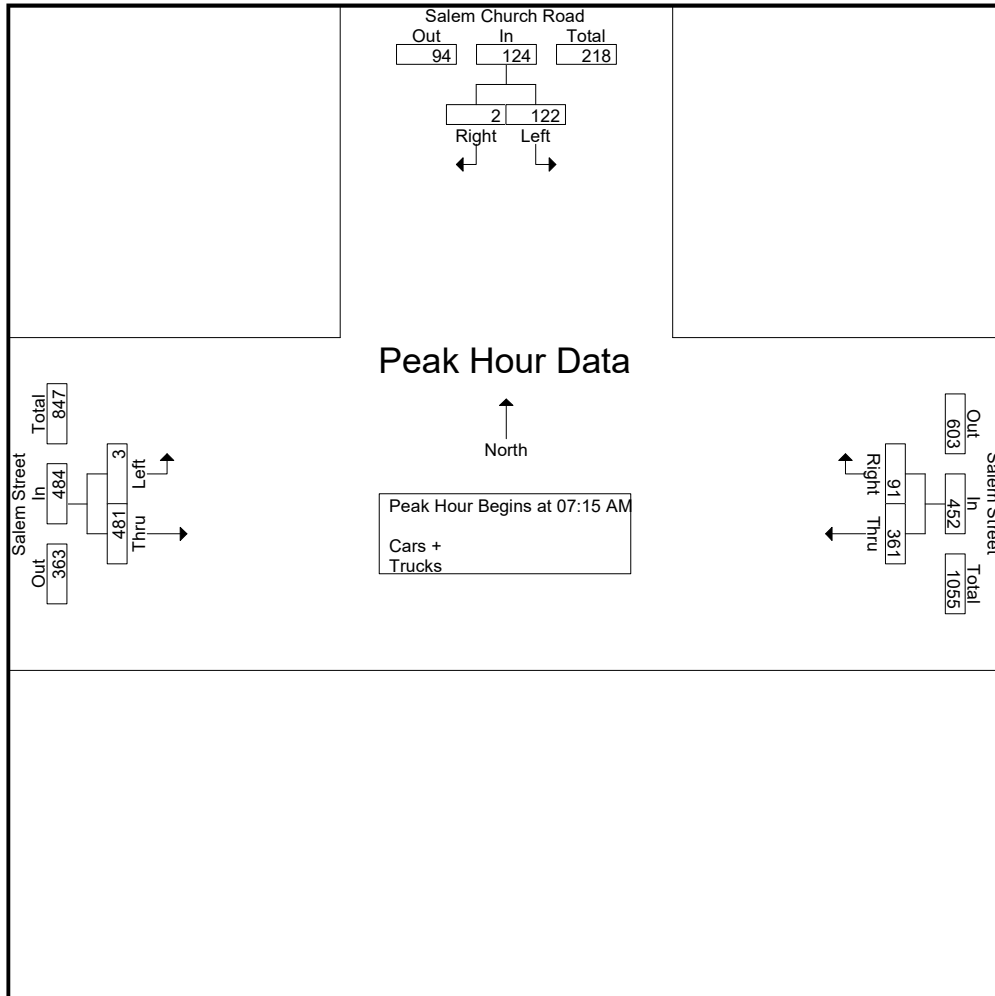 Salem Church Road
Out In Total
94 124 218
2 122
Right Left
Peak Hour Data
North
Peak Hour Begins at 07:15 AM
Cars +
Trucks
Salem Street
Out In Total
363 484 847
3 481
Left Thru
Salem Street
Out In Total
603 452 1055
91 361
Right Thru